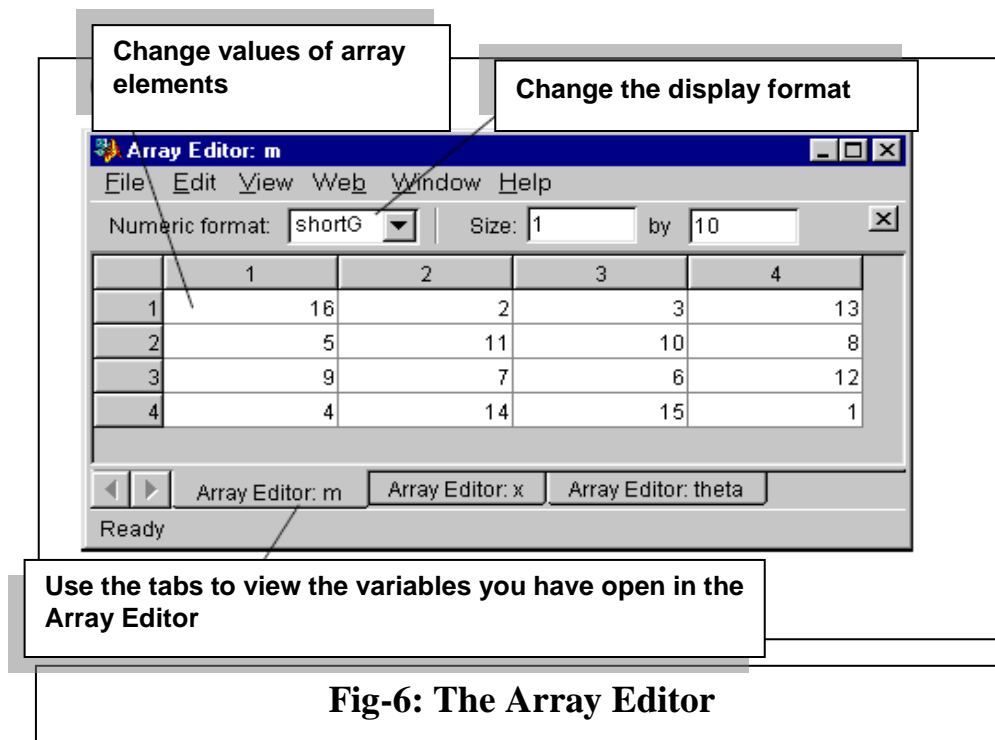 Change values of array
elements
Change the display format
Array Editor: m
File Edit View Web Window Help
Numeric format: shortG Size: 1 by 10
1 2 3 4
1 16 2 3 13
2 5 11 10 8
3 9 7 6 12
4 4 14 15 1
Array Editor: m Array Editor: x Array Editor: theta
Ready
Use the tabs to view the variables you have open in the
Array Editor
Fig-6: The Array Editor